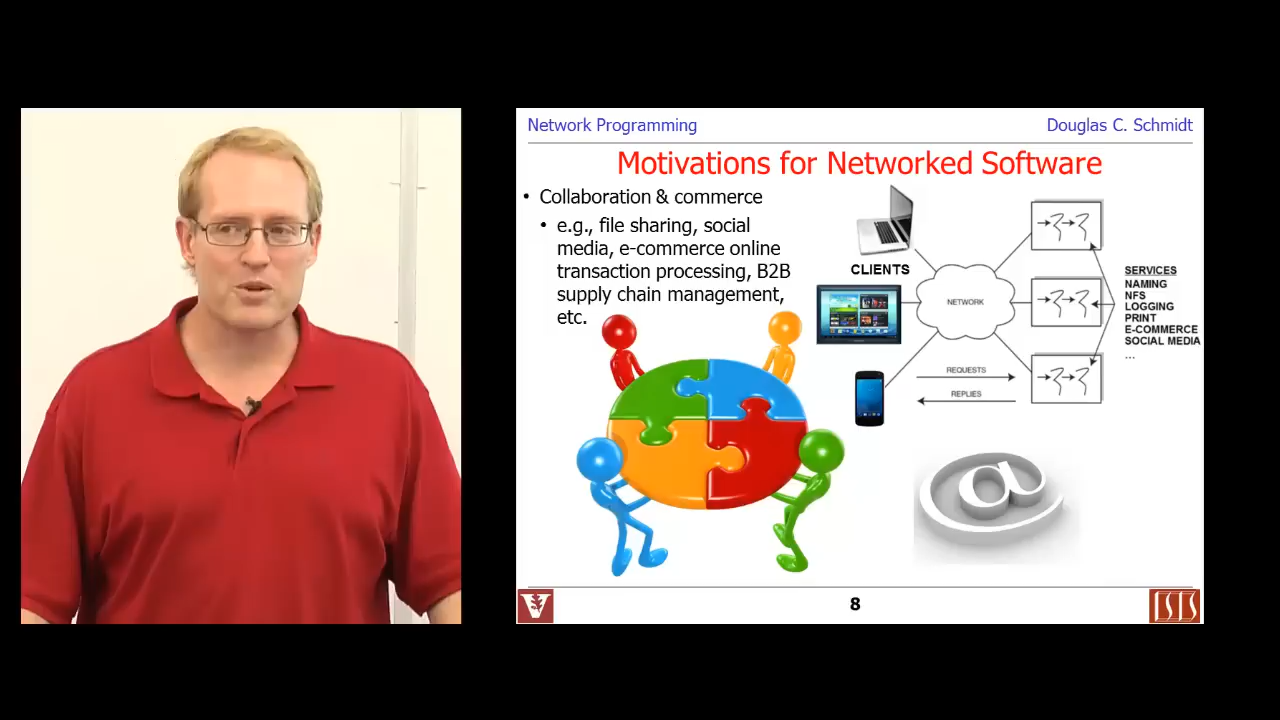 Network Programming
Douglas C. Schmidt
Motivations for Networked Software
• Collaboration & commerce
• e.g., file sharing, social
media, e-commerce online
transaction processing, B2B
supply chain management,
etc.
CLIENTS
NETWORK
REQUESTS
REPLIES
SERVICES
NAMING
NFS
LOGGING
PRINT
E-COMMERCE
SOCIAL MEDIA
...
@
V
8
ISIS